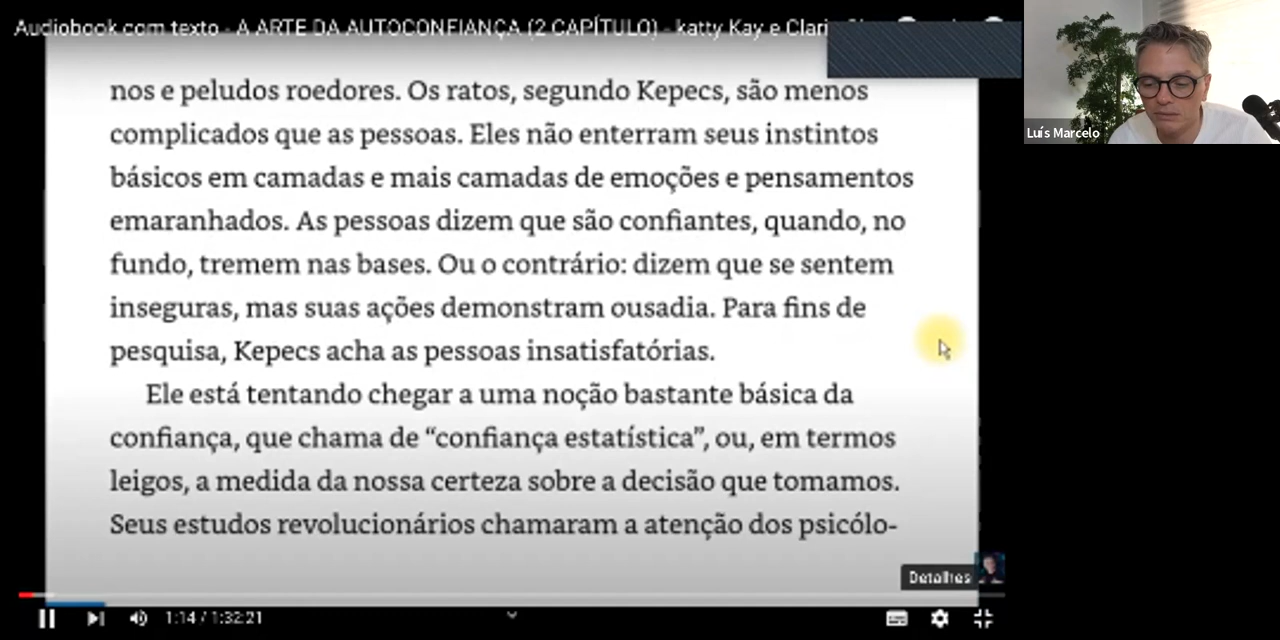 Audiobook com texto - A ARTE DA AUTOCONFIANÇA (2 CAPÍTULO) - katty Kay e
Luís Marcelo
nos e peludos roedores. Os ratos, segundo Kepecs, são menos
complicados que as pessoas. Eles não enterram seus instintos
básicos em camadas e mais camadas de emoções e pensamentos
emaranhados. As pessoas dizem que são confiantes, quando, no
fundo, tremem nas bases. Ou o contrário: dizem que se sentem
inseguras, mas suas ações demonstram ousadia. Para fins de
pesquisa, Kepecs acha as pessoas insatisfatórias.
Ele está tentando chegar a uma noção bastante básica da
confiança, que chama de “confiança estatística”, ou, em termos
leigos, a medida da nossa certeza sobre a decisão que tomamos.
Seus estudos revolucionários chamaram a atenção dos psicólo-
Detalhes
1:14 / 1:32:21